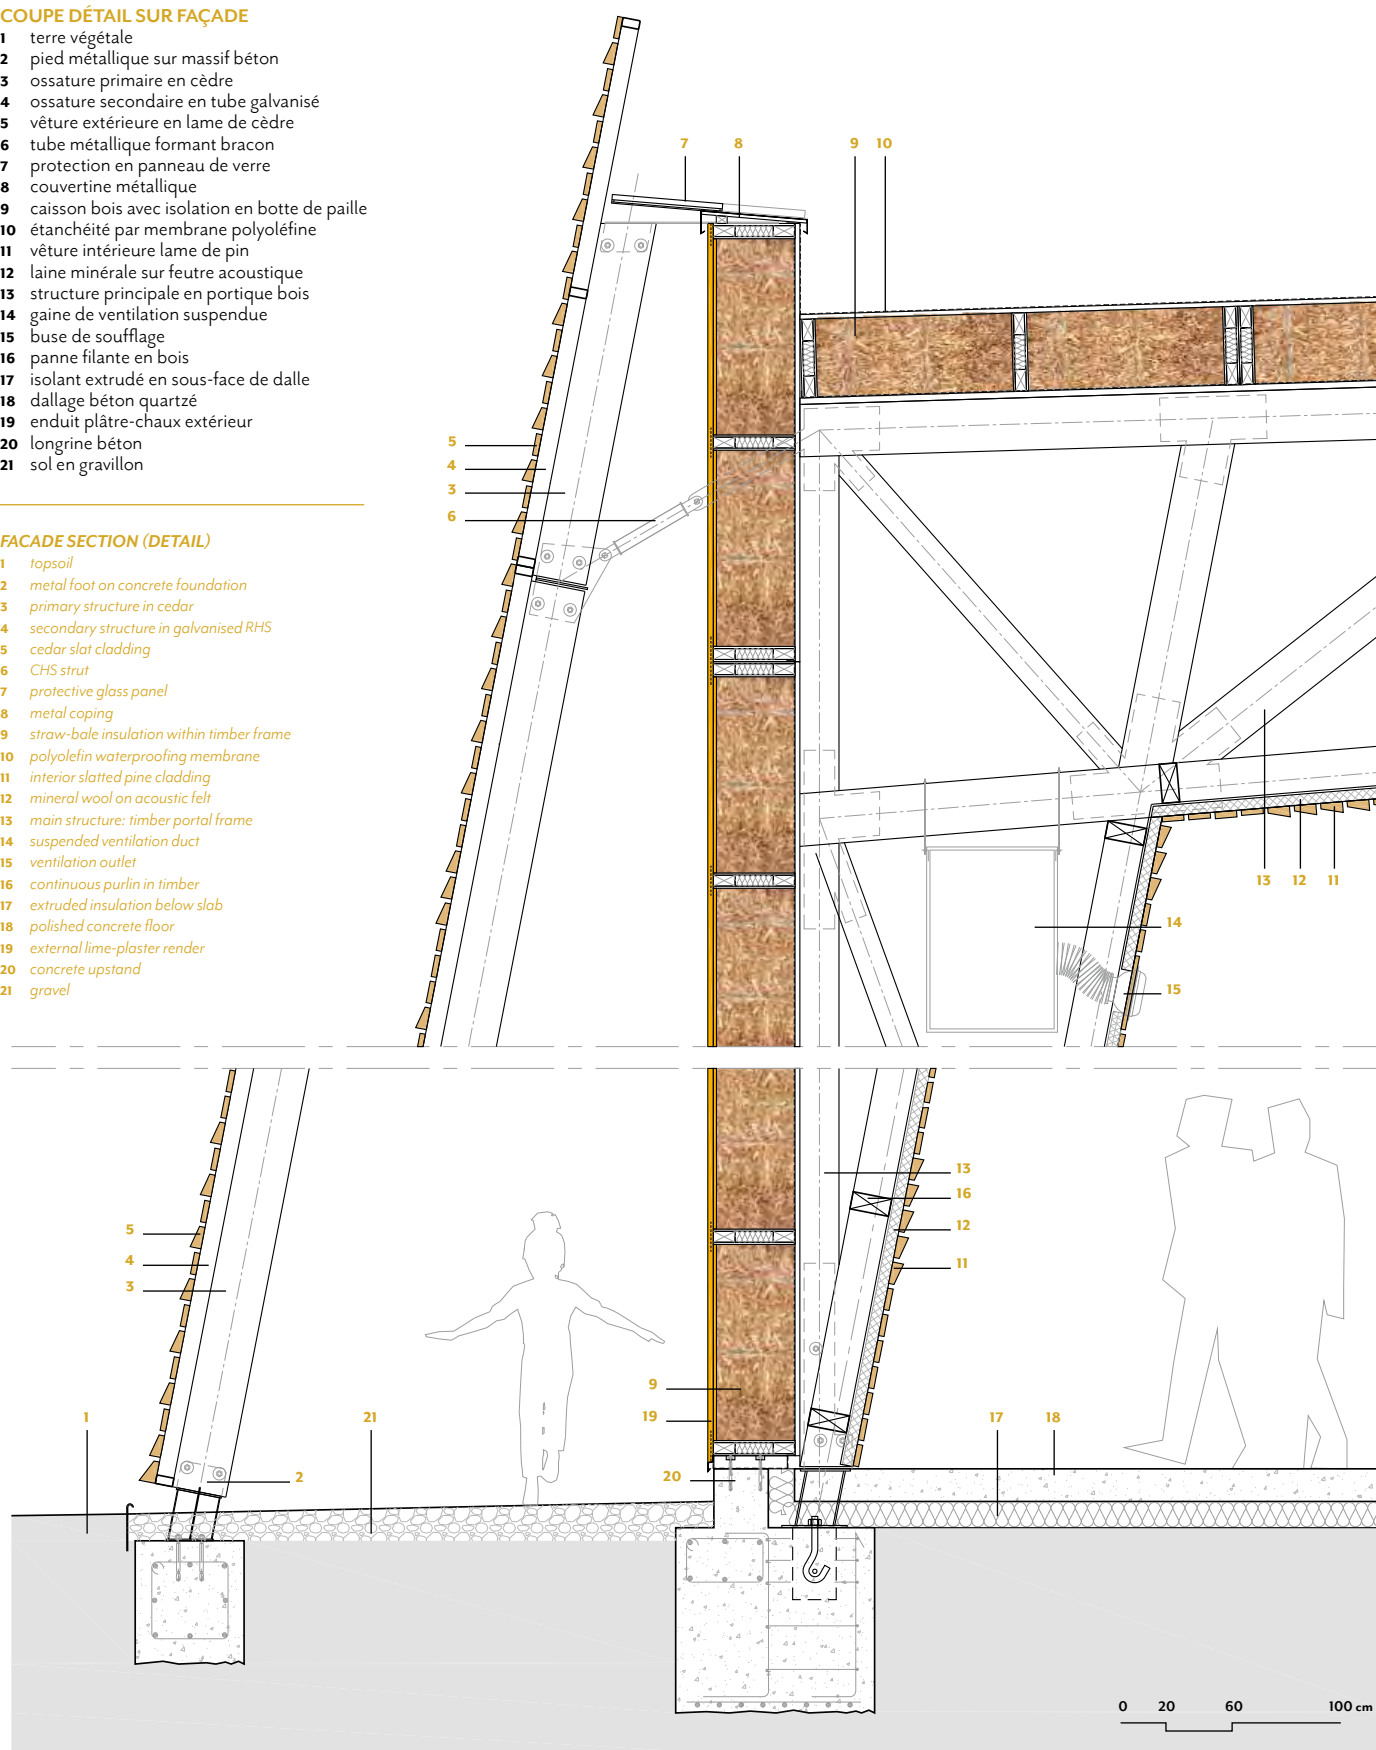 COUPE DÉTAIL SUR FAÇADE
1 terre végétale
2 pied métallique sur massif béton
3 ossature primaire en cèdre
4 ossature secondaire en tube galvanisé
5 vêture extérieure en lame de cèdre
6 tube métallique formant bracon
7 protection en panneau de verre
8 couvertine métallique
9 caisson bois avec isolation en botte de paille
10 étanchéité par membrane polyoléfine
11 vêture intérieure lame de pin
12 laine minérale sur feutre acoustique
13 structure principale en portique bois
14 gaine de ventilation suspendue
15 buse de soufflage
16 panne filante en bois
17 isolant extrudé en sous-face de dalle
18 dallage béton quartzé
19 enduit plâtre-chaux extérieur
20 longrine béton
21 sol en gravillon
FACADE SECTION (DETAIL)
1 topsoil
2 metal foot on concrete foundation
3 primary structure in cedar
4 secondary structure in galvanised RHS
5 cedar slat cladding
6 CHS strut
7 protective glass panel
8 metal coping
9 straw-bale insulation within timber frame
10 polyolefin waterproofing membrane
11 interior slatted pine cladding
12 mineral wool on acoustic felt
13 main structure: timber portal frame
14 suspended ventilation duct
15 ventilation outlet
16 continuous purlin in timber
17 extruded insulation below slab
18 polished concrete floor
19 external lime-plaster render
20 concrete upstand
21 gravel
7 8 9 10
5
4
3
6
13 12 11
14
15
13
16
12
11
5
4
3
9
19
1 21 17 18
2
20
0 20 60 100 cm